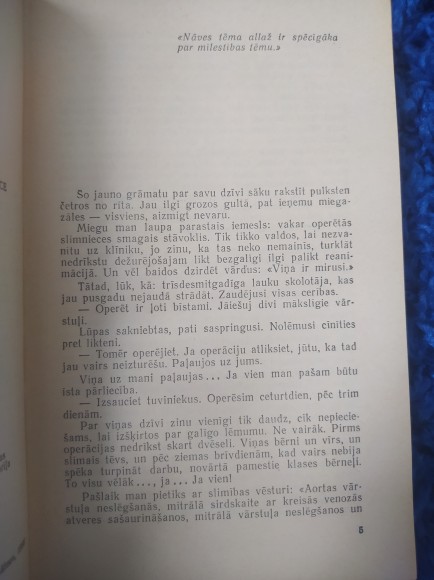 «Nāves tēma allaž ir spēcīgāka
par mīlestības tēmu.»
Šo jauno grāmatu par savu dzīvi sāku rakstīt pulksten
četros no rīta. Jau ilgi grozos gultā, pat ieņemu miega-
zāles — visviens, aizmigt nevaru.
Miegu man laupa parastais iemesls: vakar operētās
slimnieces smagais stāvoklis. Tik tikko valdos, lai nezva-
nītu uz klīniku, jo zinu, ka tas neko nemainīs, turklāt
nedrīkstu dežurējošajam likt bezgalīgi ilgi palikt reani-
mācijā. Un vēl baidos dzirdēt vārdus: «Viņa ir mirusi.»
Tātad, lūk, kā: trīsdesmitgadīga lauku skolotāja, kas
jau pusgadu nejaudā strādāt. Zaudējusi visas cerības.
— Operēt ir ļoti bīstami. Jāiešuj divi mākslīgie vār-
stuļi.
Lūpas sakniebtas, pati saspringusi. Nolēmusi cīnīties
pret likteni.
— Tomēr operējiet. Ja operāciju atliksiet, jūtu, ka tad
jau vairs neizturēšu. Paļaujos uz jums.
Viņa uz mani paļaujas... Ja vien man pašam būtu
īsta pārliecība.
— Izsauciet tuviniekus. Operēsim ceturtdien, pēc trim
dienām.
Par viņas dzīvi zinu vienīgi tik daudz, cik nepiecie-
šams, lai izšķirtos par galīgo lēmumu. Ne vairāk. Pirms
operācijas nedrīkst skart dvēseli. Viņas bērni un vīrs, un
slimais tēvs, un pēc ziemas brīvdienām, kad vairs nebija
spēka turpināt darbu, novārtā pamestie klases bērneļi.
To visu vēlāk..., ja... Ja vien!
Pašlaik man pietiks ar slimības vēsturi: «Aortas vār-
stuļa neslēgšanās, mitrālā sirdskaite ar kreisās venozās
atveres sašaurināšanos, mitrālā vārstuļa neslēgšanos un
5